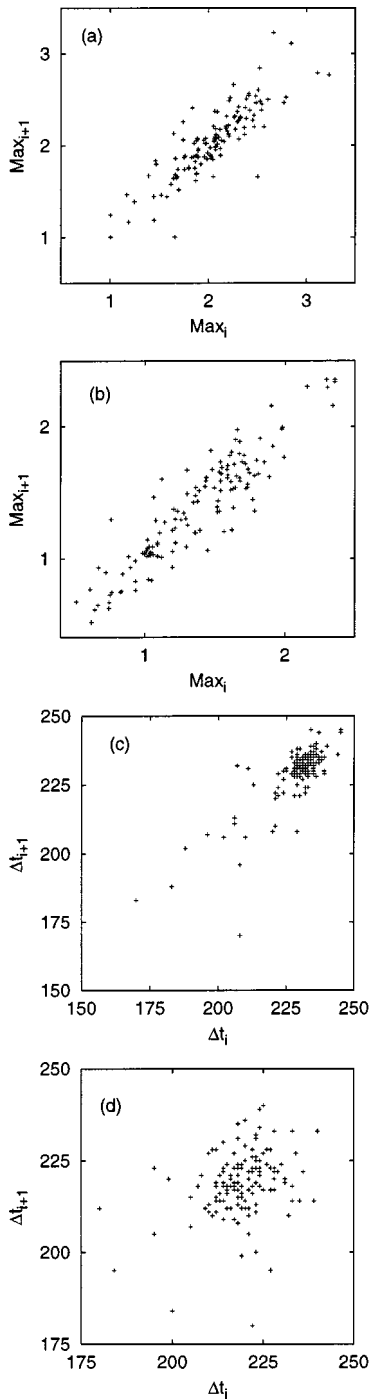 (a)
3
2
1
Max_{i+1}
1 2 3
Max_i
(b)
2
1
Max_{i+1}
1 2
Max_i
(c)
250
225
200
175
150
Δt_{i+1}
150 175 200 225 250
Δt_i
(d)
250
225
200
175
Δt_{i+1}
175 200 225 250
Δt_i